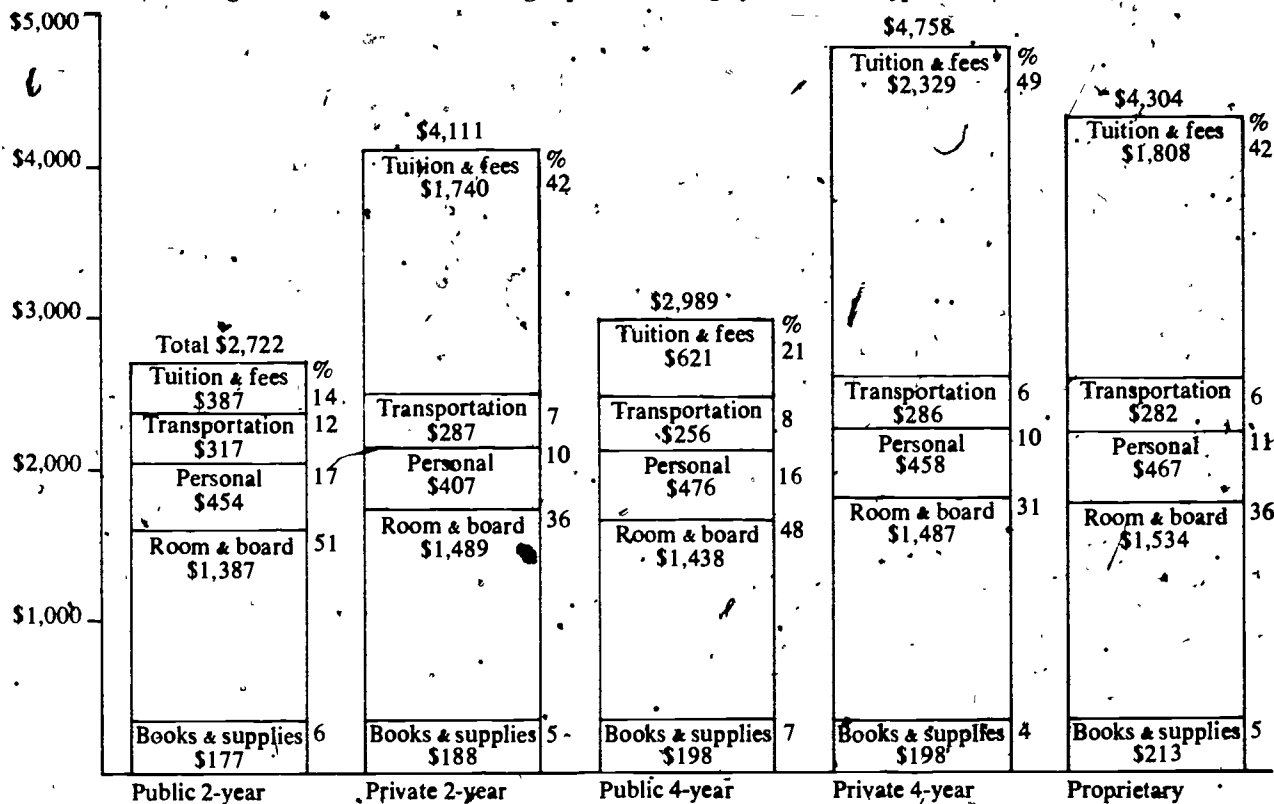 $5,000
$4,758
Tuition & fees
$2,329
%
49
$4,304
Tuition & fees
$1,808
%
42
$4,111
$4,000
Tuition & fees
$1,740
%
42
$3,000
$2,989
Tuition & fees
$621
%
21
Total $2,722
Tuition & fees
$387
%
14
Transportation
$317
12
Personal
$454
17
Room & board
$1,387
51
Books & supplies
$177
6
Public 2-year
Transportation
$287
7
Personal
$407
10
Room & board
$1,489
36
Books & supplies
$188
5
Private 2-year
Transportation
$256
8
Personal
$476
16
Room & board
$1,438
48
Books & supplies
$198
7
Public 4-year
Transportation
$286
6
Personal
$458
10
Room & board
$1,487
31
Books & supplies
$198
4
Private 4-year
Transportation
$282
6
Personal
$467
11
Room & board
$1,534
36
Books & supplies
$213
5
Proprietary
$2,000
$1,000